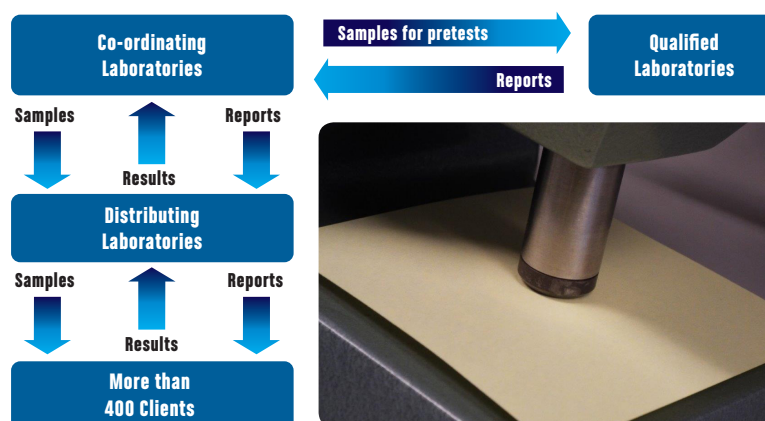 Co-ordinating
Laboratories
Samples for pretests
Reports
Qualified
Laboratories
Samples
Reports
Results
Distributing
Laboratories
Samples
Reports
Results
More than
400 Clients